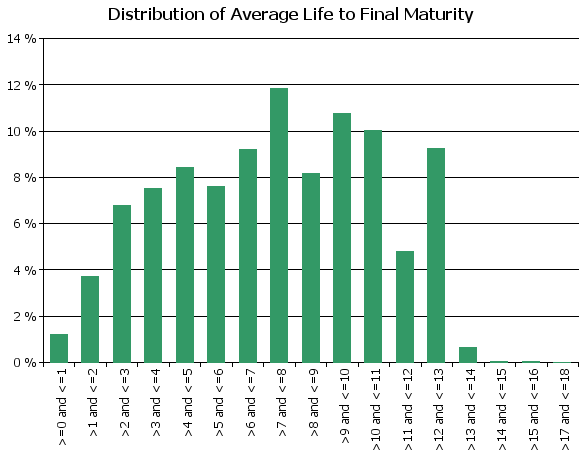 Distribution of Average Life to Final Maturity
14 %
12 %
10 %
8 %
6 %
4 %
2 %
0 %
>=0 and <=1
>1 and <=2
>2 and <=3
>3 and <=4
>4 and <=5
>5 and <=6
>6 and <=7
>7 and <=8
>8 and <=9
>9 and <=10
>10 and <=11
>11 and <=12
>12 and <=13
>13 and <=14
>14 and <=15
>15 and <=16
>17 and <=18